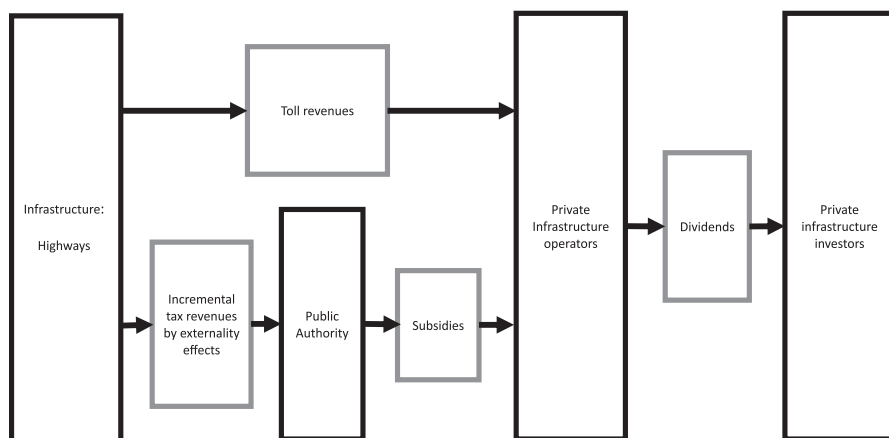 Toll revenues
Infrastructure:
Highways
Incremental
tax revenues
by externality
effects
Public
Authority
Subsidies
Private
Infrastructure
operators
Dividends
Private
infrastructure
investors